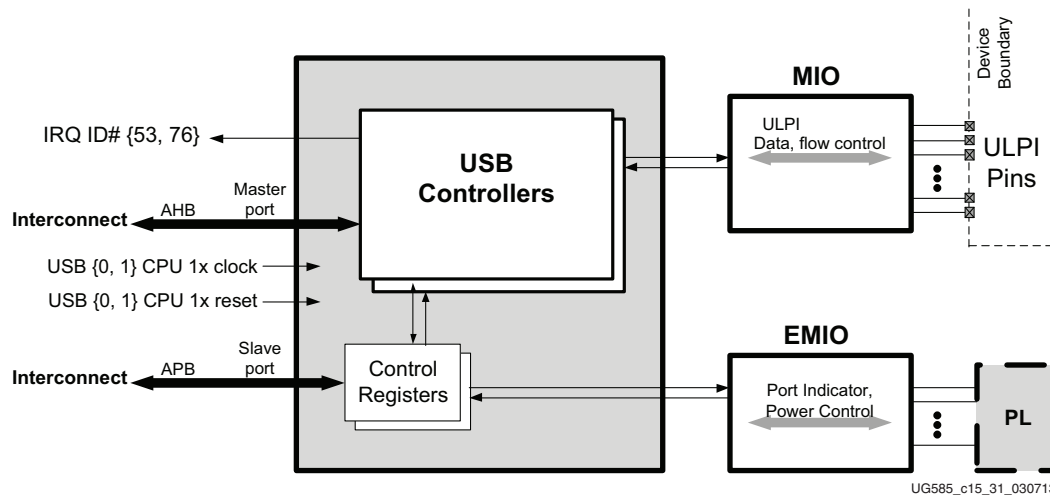 Device
Boundary
MIO
IRQ ID# {53, 76}
USB
Controllers
ULPI
Data, flow control
ULPI
Pins
Interconnect
AHB
Master
port
USB {0, 1} CPU 1x clock
USB {0, 1} CPU 1x reset
EMIO
Interconnect
APB
Slave
port
Control
Registers
Port Indicator,
Power Control
PL